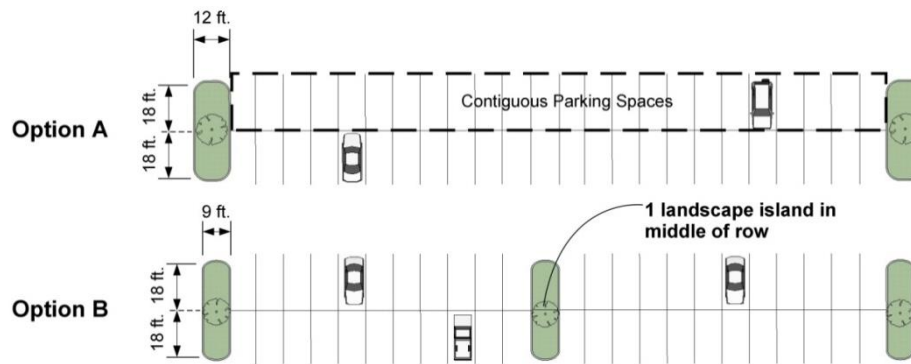 12 ft.
Option A
18 ft.
18 ft.
Contiguous Parking Spaces
9 ft.
1 landscape island in
middle of row
Option B
18 ft.
18 ft.